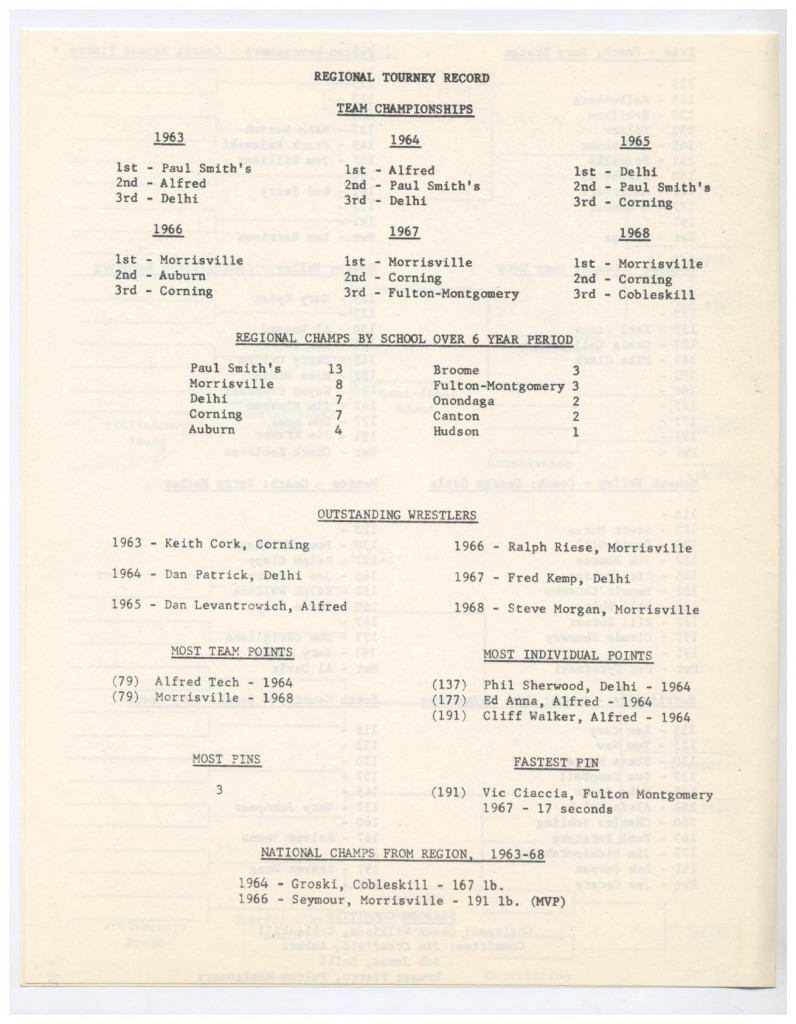 REGIONAL TOURNEY RECORD
TEAM CHAMPIONSHIPS
1963
1st - Paul Smith's
2nd - Alfred
3rd - Delhi
1964
1st - Alfred
2nd - Paul Smith's
3rd - Delhi
1965
1st - Delhi
2nd - Paul Smith's
3rd - Corning
1966
1st - Morrisville
2nd - Auburn
3rd - Corning
1967
1st - Morrisville
2nd - Corning
3rd - Fulton-Montgomery
1968
1st - Morrisville
2nd - Corning
3rd - Cobleskill
REGIONAL CHAMPS BY SCHOOL OVER 6 YEAR PERIOD
Paul Smith's 13
Morrisville 8
Delhi 7
Corning 7
Auburn 4
Broome 3
Fulton-Montgomery 3
Onondaga 2
Canton 2
Hudson 1
OUTSTANDING WRESTLERS
1963 - Keith Cork, Corning
1964 - Dan Patrick, Delhi
1965 - Dan Levantrowich, Alfred
1966 - Ralph Riese, Morrisville
1967 - Fred Kemp, Delhi
1968 - Steve Morgan, Morrisville
MOST TEAM POINTS
(79) Alfred Tech - 1964
(79) Morrisville - 1968
MOST INDIVIDUAL POINTS
(137) Phil Sherwood, Delhi - 1964
(177) Ed Anna, Alfred - 1964
(191) Cliff Walker, Alfred - 1964
MOST PINS
3
FASTEST PIN
(191) Vic Ciaccia, Fulton Montgomery
1967 - 17 seconds
NATIONAL CHAMPS FROM REGION, 1963-68
1964 - Groski, Cobleskill - 167 lb.
1966 - Seymour, Morrisville - 191 lb. (MVP)